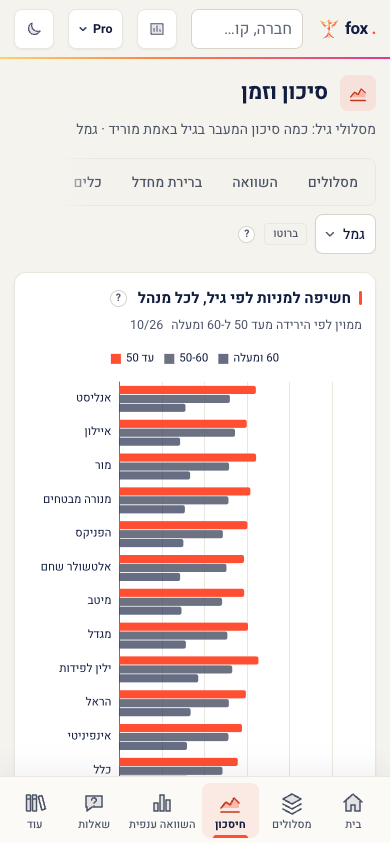 fox.
חברה, קו...
Pro
סיכון וזמן
מסלולי גיל: כמה סיכון המעבר בגיל באמת מוריד · גמל
מסלולים
השוואה
ברירת מחדל
כלים
גמל
ברוטו
?
חשיפה למניות לפי גיל, לכל מנהל
?
ממוין לפי הירידה מעד 50 ל-60 ומעלה 10/26
עד 50
50-60
60 ומעלה
אנליסט
איילון
מור
מנורה מבטחים
הפניקס
אלטשולר שחם
מיטב
מגדל
ילין לפידות
הראל
אינפיניטי
כלל
בית
מסלולים
חיסכון
השוואה ענפית
שאלות
עוד